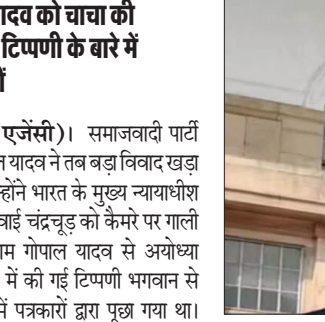 यादव को चाचा की
टिप्पणी के बारे में
एजेंसी)। समाजवादी पार्टी
यादव ने तब बड़ा विवाद खड़ा
भारत के मुख्य न्यायाधीश
चंद्रचूड़ को कैमरे पर गाली
गोपाल यादव से अयोध्या
में की गई टिप्पणी भगवान से
पत्रकारों द्वारा पूछा गया था।